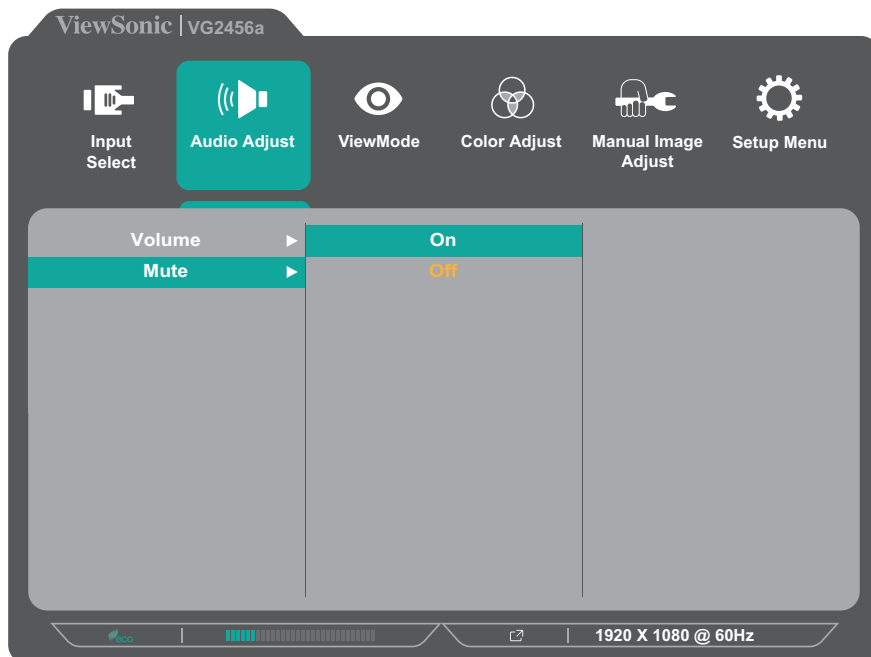 ViewSonic | VG2456a
Input
Select
Audio Adjust
ViewMode
Color Adjust
Manual Image
Adjust
Setup Menu
Volume
On
Mute
Off
eco
1920 X 1080 @ 60Hz